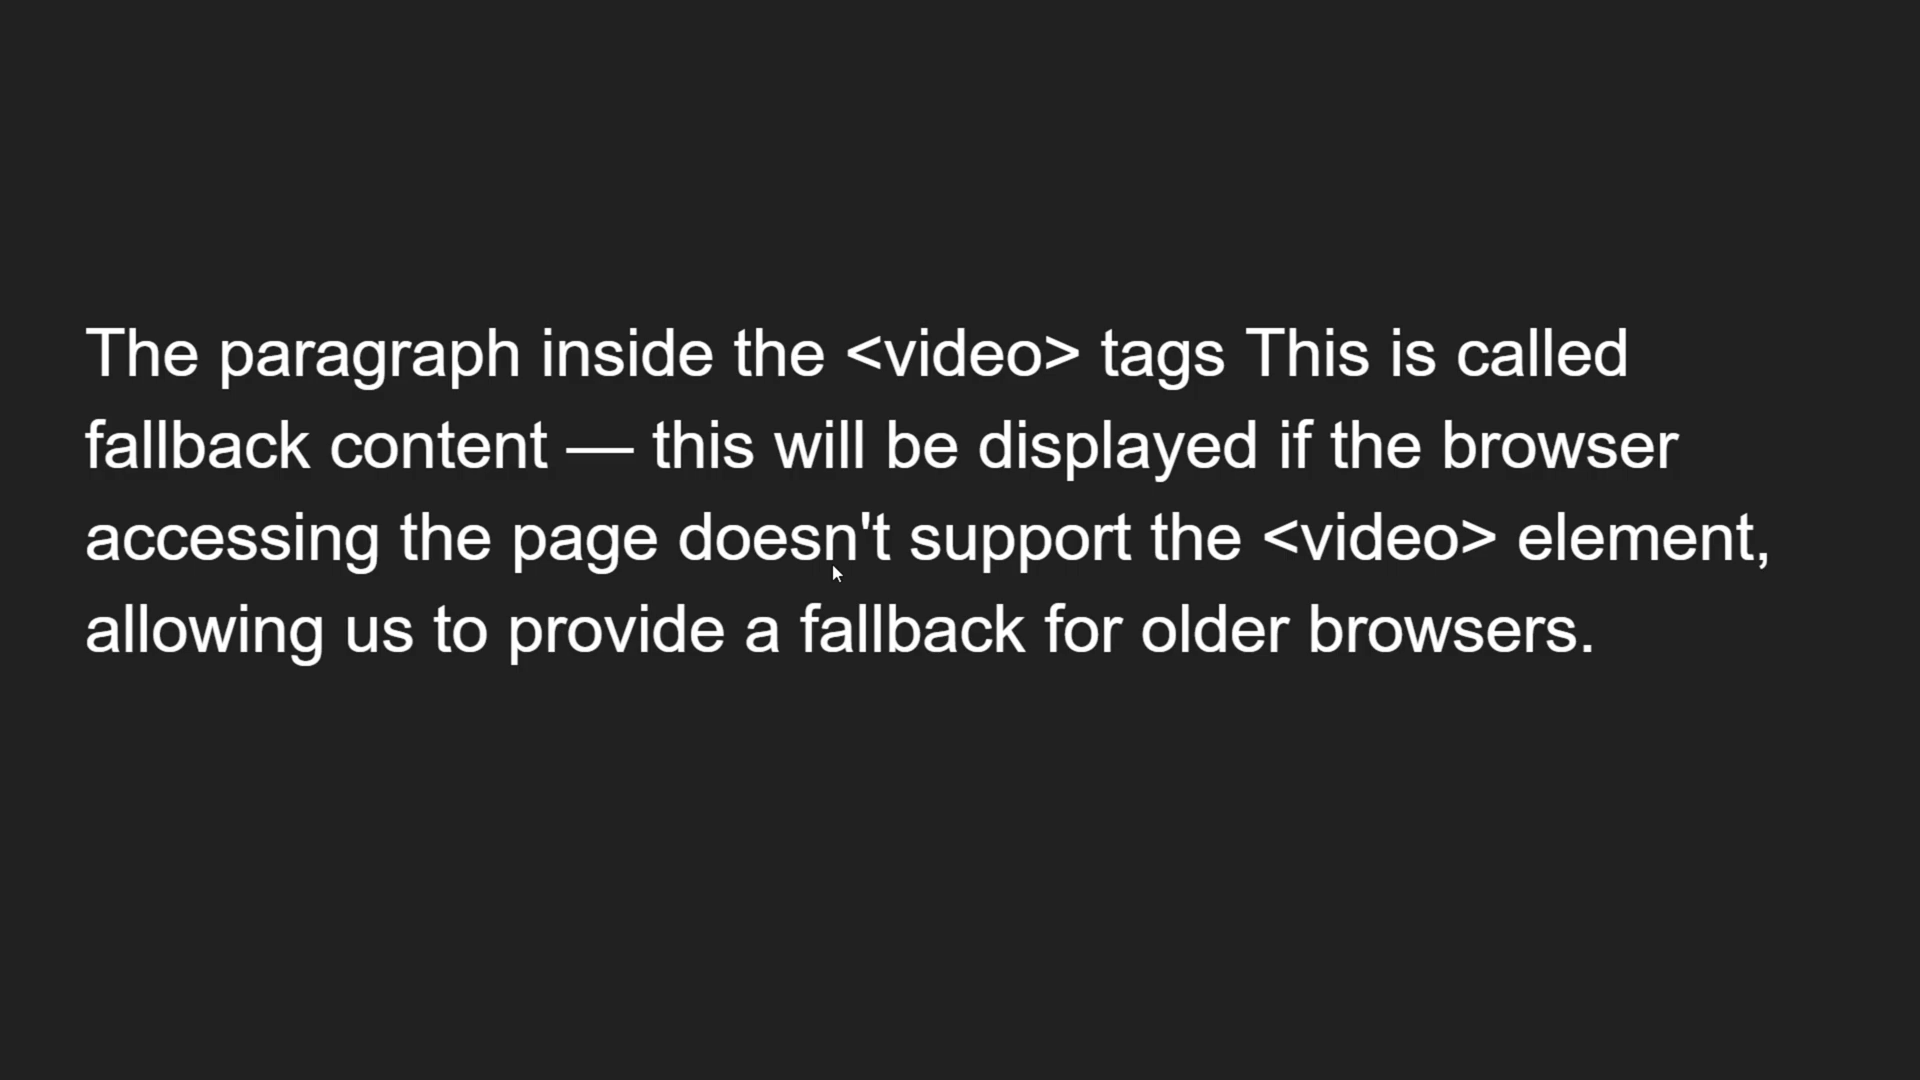 The paragraph inside the <video> tags This is called
fallback content — this will be displayed if the browser
accessing the page doesn't support the <video> element,
allowing us to provide a fallback for older browsers.